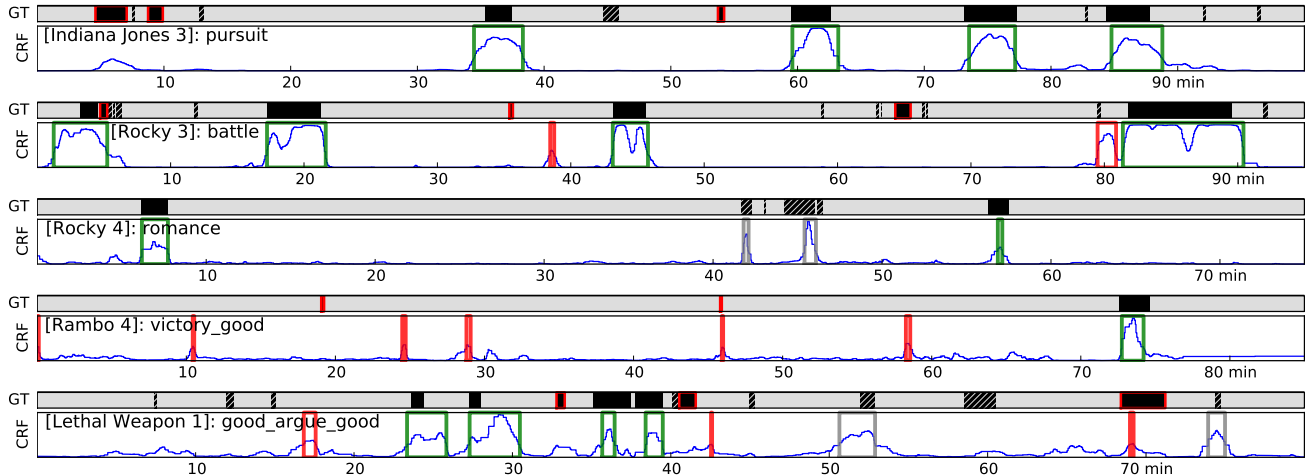 GT
CRF
[Indiana Jones 3]: pursuit
10 20 30 40 50 60 70 80 90 min
GT
CRF
[Rocky 3]: battle
10 20 30 40 50 60 70 80 90 min
GT
CRF
[Rocky 4]: romance
10 20 30 40 50 60 70 min
GT
CRF
[Rambo 4]: victory_good
10 20 30 40 50 60 70 80 min
GT
CRF
[Lethal Weapon 1]: good_argue_good
10 20 30 40 50 60 70 min